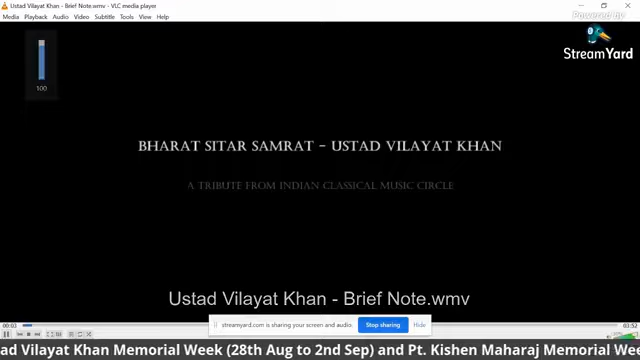 Ustad Vilayat Khan - Brief Note.wmv - VLC media player
Media Playback Audio Video Subtitle Tools View Help
Powered by
StreamYard
100
BHARAT SITAR SAMRAT - USTAD VILAYAT KHAN
A TRIBUTE FROM INDIAN CLASSICAL MUSIC CIRCLE
Ustad Vilayat Khan - Brief Note.wmv
streamyard.com is sharing your screen and audio. Stop sharing Hide
00:03 03:52
ad Vilayat Khan Memorial Week (28th Aug to 2nd Sep) and Pt. Kishen Maharaj Memorial Wee